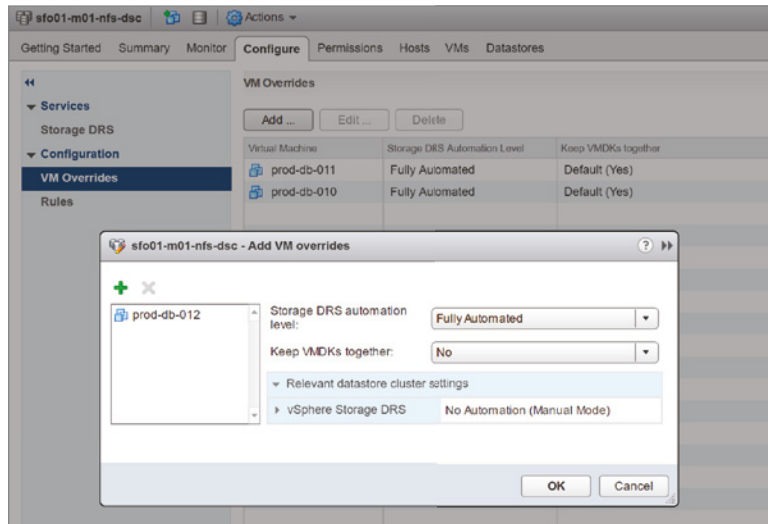 sfo01-m01-nfs-dsc Actions
Getting Started Summary Monitor Configure Permissions Hosts VMs Datastores
VM Overrides
Services
Storage DRS
Configuration
VM Overrides
Rules
Add ... Edit ... Delete
Virtual Machine Storage DRS Automation Level Keep VMDKs together
prod-db-011 Fully Automated Default (Yes)
prod-db-010 Fully Automated Default (Yes)
sfo01-m01-nfs-dsc - Add VM overrides ?
prod-db-012
Storage DRS automation
level:
Fully Automated
Keep VMDKs together: No
Relevant datastore cluster settings
vSphere Storage DRS No Automation (Manual Mode)
OK Cancel